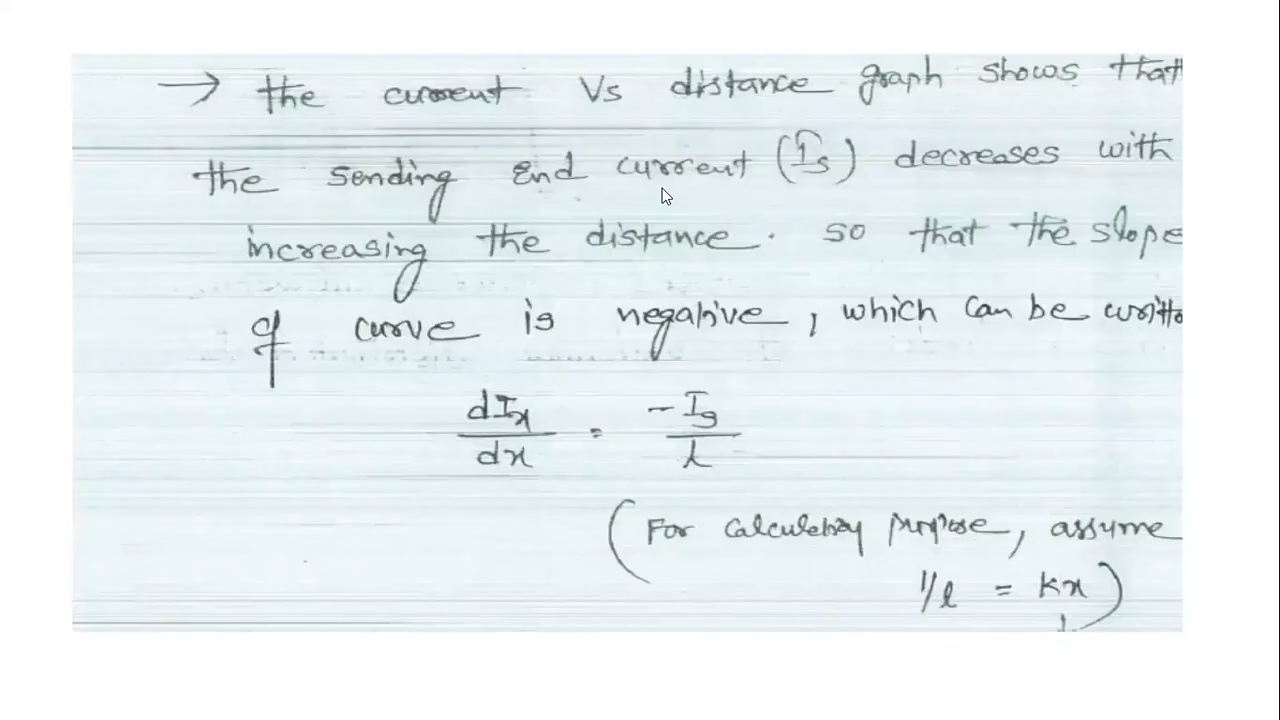 → the current Vs distance graph shows that
the sending end current (Is) decreases with
increasing the distance. so that the slope
of curve is negative, which can be writte
dIx/dx = -Is/l
(For calculation purpose, assume
1/l = kx)